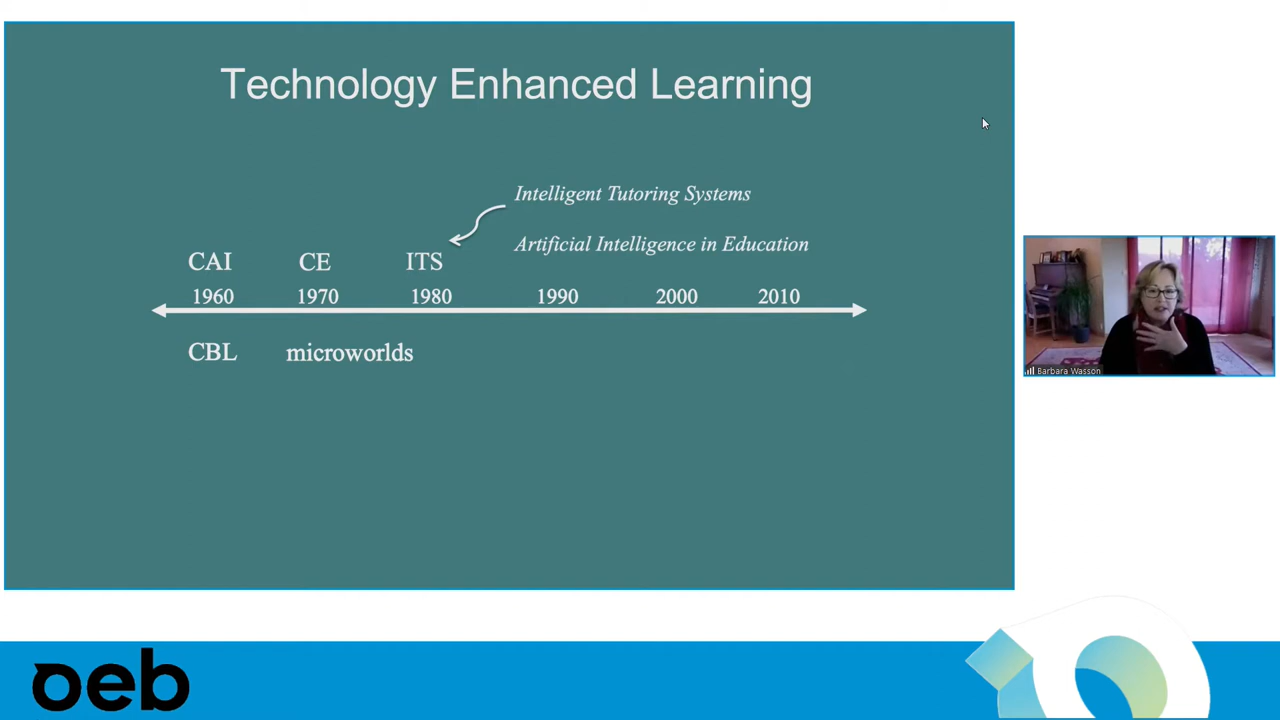 Technology Enhanced Learning
Intelligent Tutoring Systems
Artificial Intelligence in Education
CAI CE ITS
1960 1970 1980 1990 2000 2010
CBL microworlds
Barbara Wasson
oeb